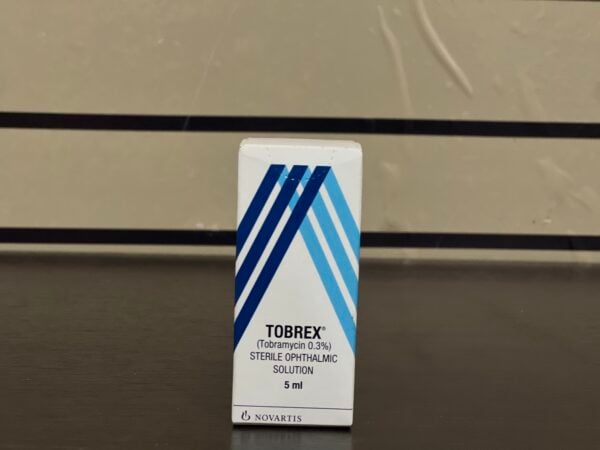 TOBREX®
(Tobramycin 0.3%)
STERILE OPHTHALMIC
SOLUTION
5 ml
NOVARTIS